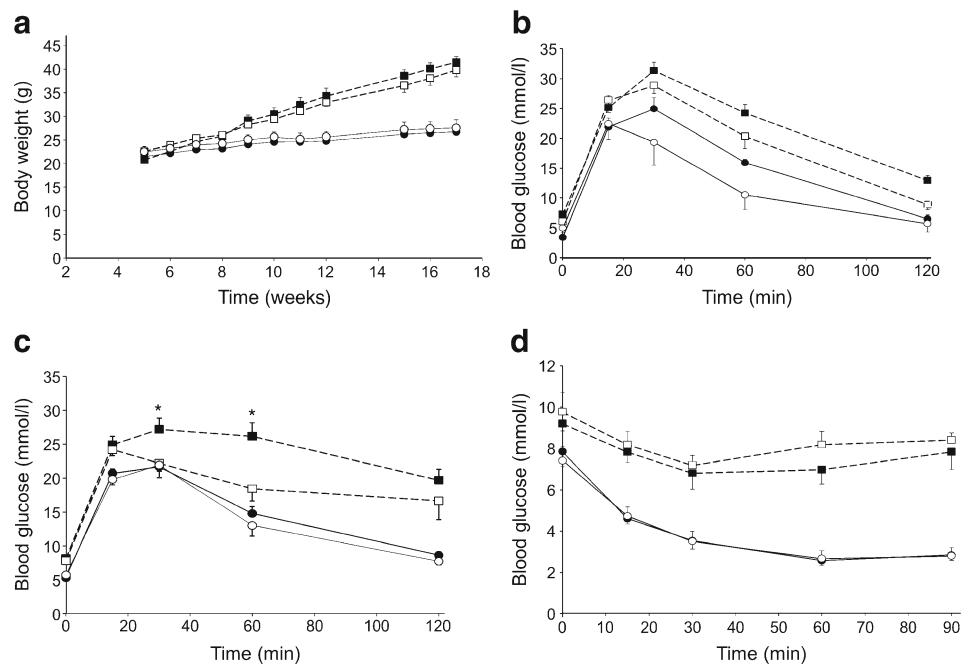 a
Body weight (g)
45
40
35
30
25
20
15
10
5
0
2 4 6 8 10 12 14 16 18
Time (weeks)
b
Blood glucose (mmol/l)
35
30
25
20
15
10
5
0
0 20 40 60 80 100 120
Time (min)
c
Blood glucose (mmol/l)
35
30
25
20
15
10
5
0
* *
0 20 40 60 80 100 120
Time (min)
d
Blood glucose (mmol/l)
12
10
8
6
4
2
0
0 10 20 30 40 50 60 70 80 90
Time (min)